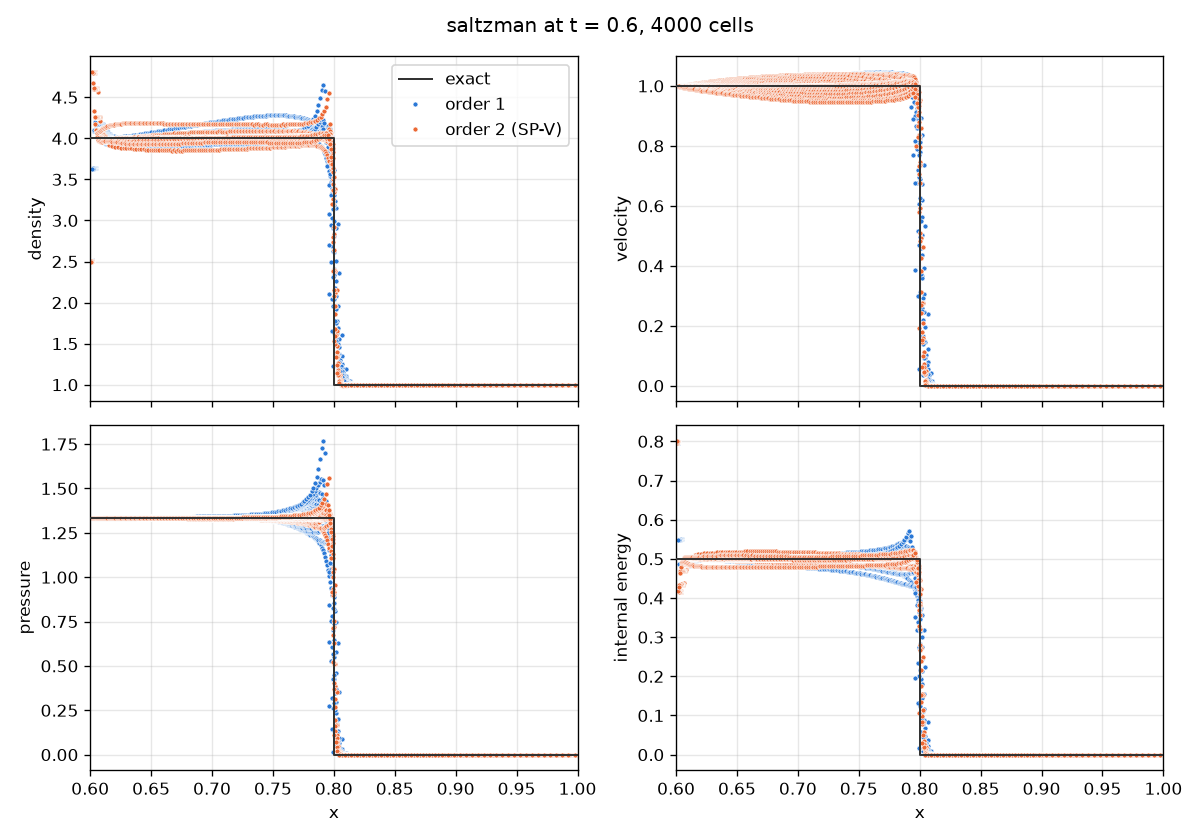 saltzman at t = 0.6, 4000 cells
density
4.5
4.0
3.5
3.0
2.5
2.0
1.5
1.0
exact
order 1
order 2 (SP-V)
velocity
1.0
0.8
0.6
0.4
0.2
0.0
pressure
1.75
1.50
1.25
1.00
0.75
0.50
0.25
0.00
0.60 0.65 0.70 0.75 0.80 0.85 0.90 0.95 1.00
x
internal energy
0.8
0.7
0.6
0.5
0.4
0.3
0.2
0.1
0.0
0.60 0.65 0.70 0.75 0.80 0.85 0.90 0.95 1.00
x